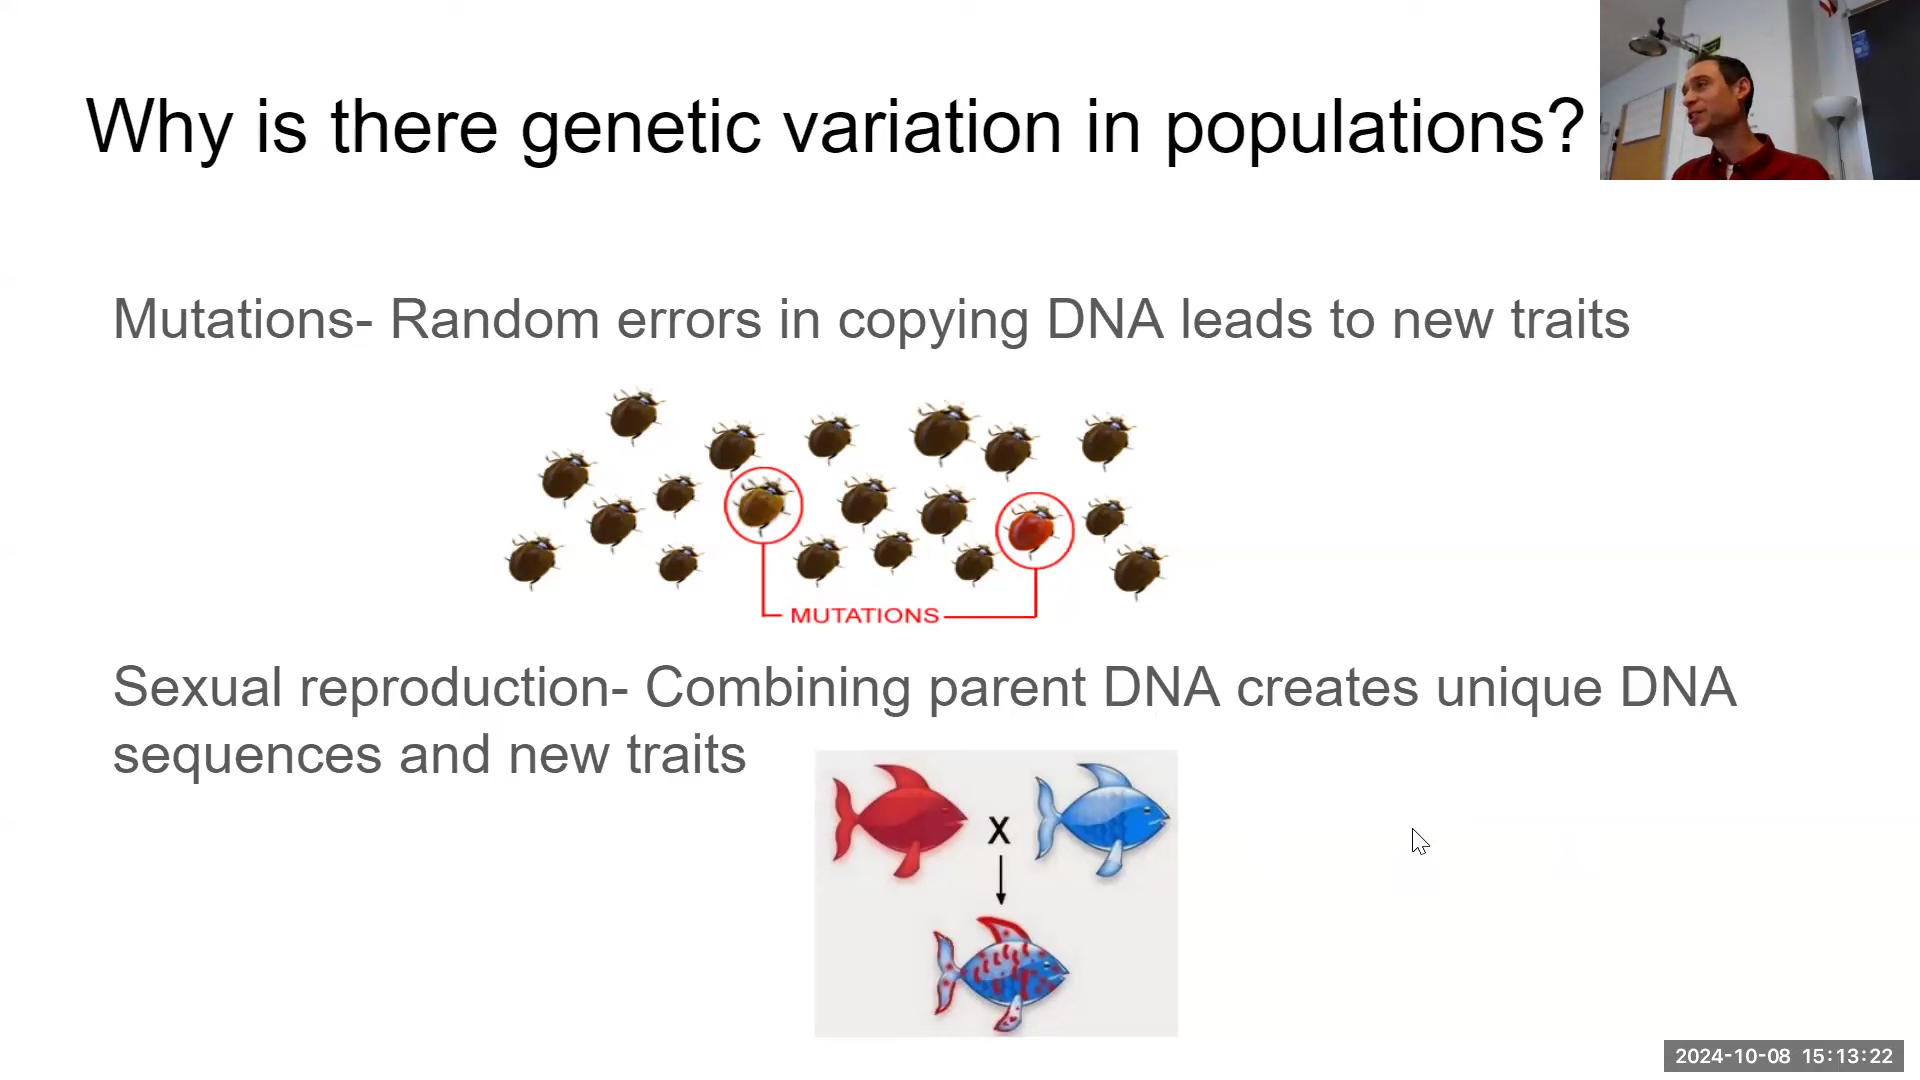 Why is there genetic variation in populations?
Mutations- Random errors in copying DNA leads to new traits
MUTATIONS
Sexual reproduction- Combining parent DNA creates unique DNA
sequences and new traits
X
2024-10-08 15:13:22